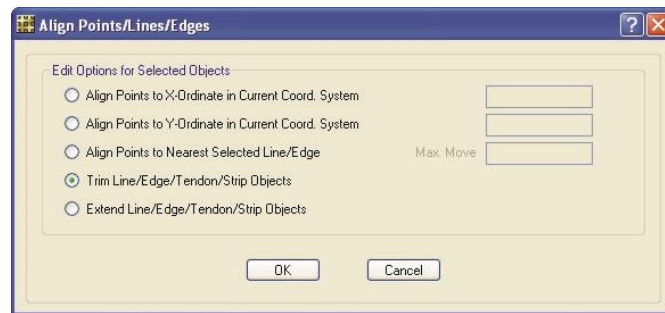 Align Points/Lines/Edges
Edit Options for Selected Objects
Align Points to X-Ordinate in Current Coord. System
Align Points to Y-Ordinate in Current Coord. System
Align Points to Nearest Selected Line/Edge Max. Move
Trim Line/Edge/Tendon/Strip Objects
Extend Line/Edge/Tendon/Strip Objects
OK Cancel